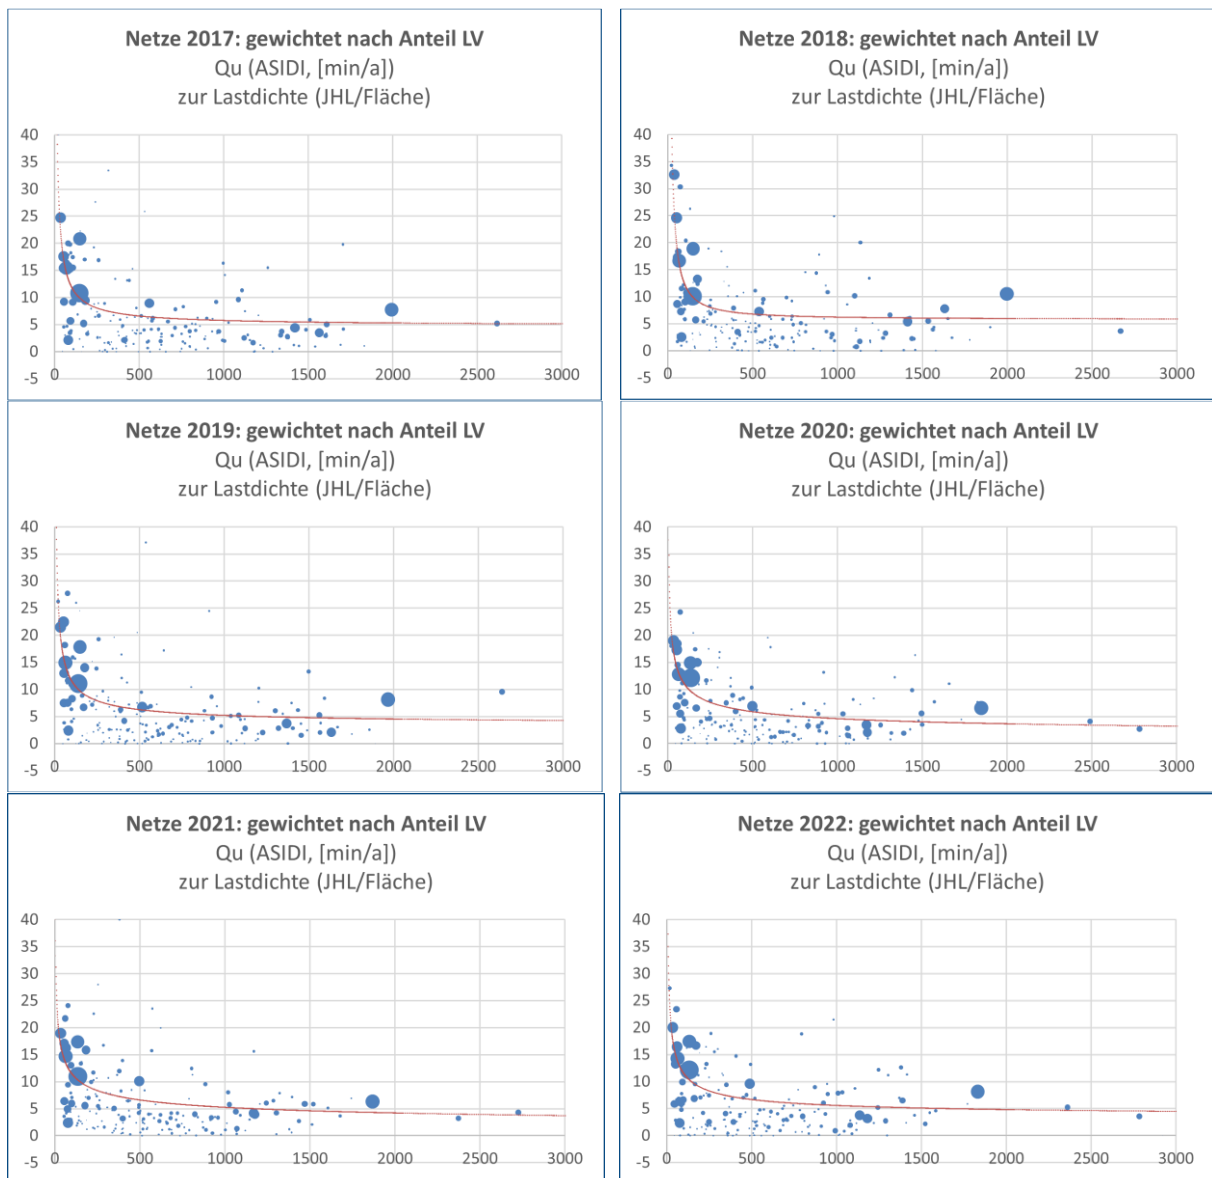 Netze 2017: gewichtet nach Anteil LV
Qu (ASIDI, [min/a])
zur Lastdichte (JHL/Fläche)
40
35
30
25
20
15
10
5
0
-5
0 500 1000 1500 2000 2500 3000
Netze 2018: gewichtet nach Anteil LV
Qu (ASIDI, [min/a])
zur Lastdichte (JHL/Fläche)
40
35
30
25
20
15
10
5
0
-5
0 500 1000 1500 2000 2500 3000
Netze 2019: gewichtet nach Anteil LV
Qu (ASIDI, [min/a])
zur Lastdichte (JHL/Fläche)
40
35
30
25
20
15
10
5
0
-5
0 500 1000 1500 2000 2500 3000
Netze 2020: gewichtet nach Anteil LV
Qu (ASIDI, [min/a])
zur Lastdichte (JHL/Fläche)
40
35
30
25
20
15
10
5
0
-5
0 500 1000 1500 2000 2500 3000
Netze 2021: gewichtet nach Anteil LV
Qu (ASIDI, [min/a])
zur Lastdichte (JHL/Fläche)
40
35
30
25
20
15
10
5
0
-5
0 500 1000 1500 2000 2500 3000
Netze 2022: gewichtet nach Anteil LV
Qu (ASIDI, [min/a])
zur Lastdichte (JHL/Fläche)
40
35
30
25
20
15
10
5
0
-5
0 500 1000 1500 2000 2500 3000